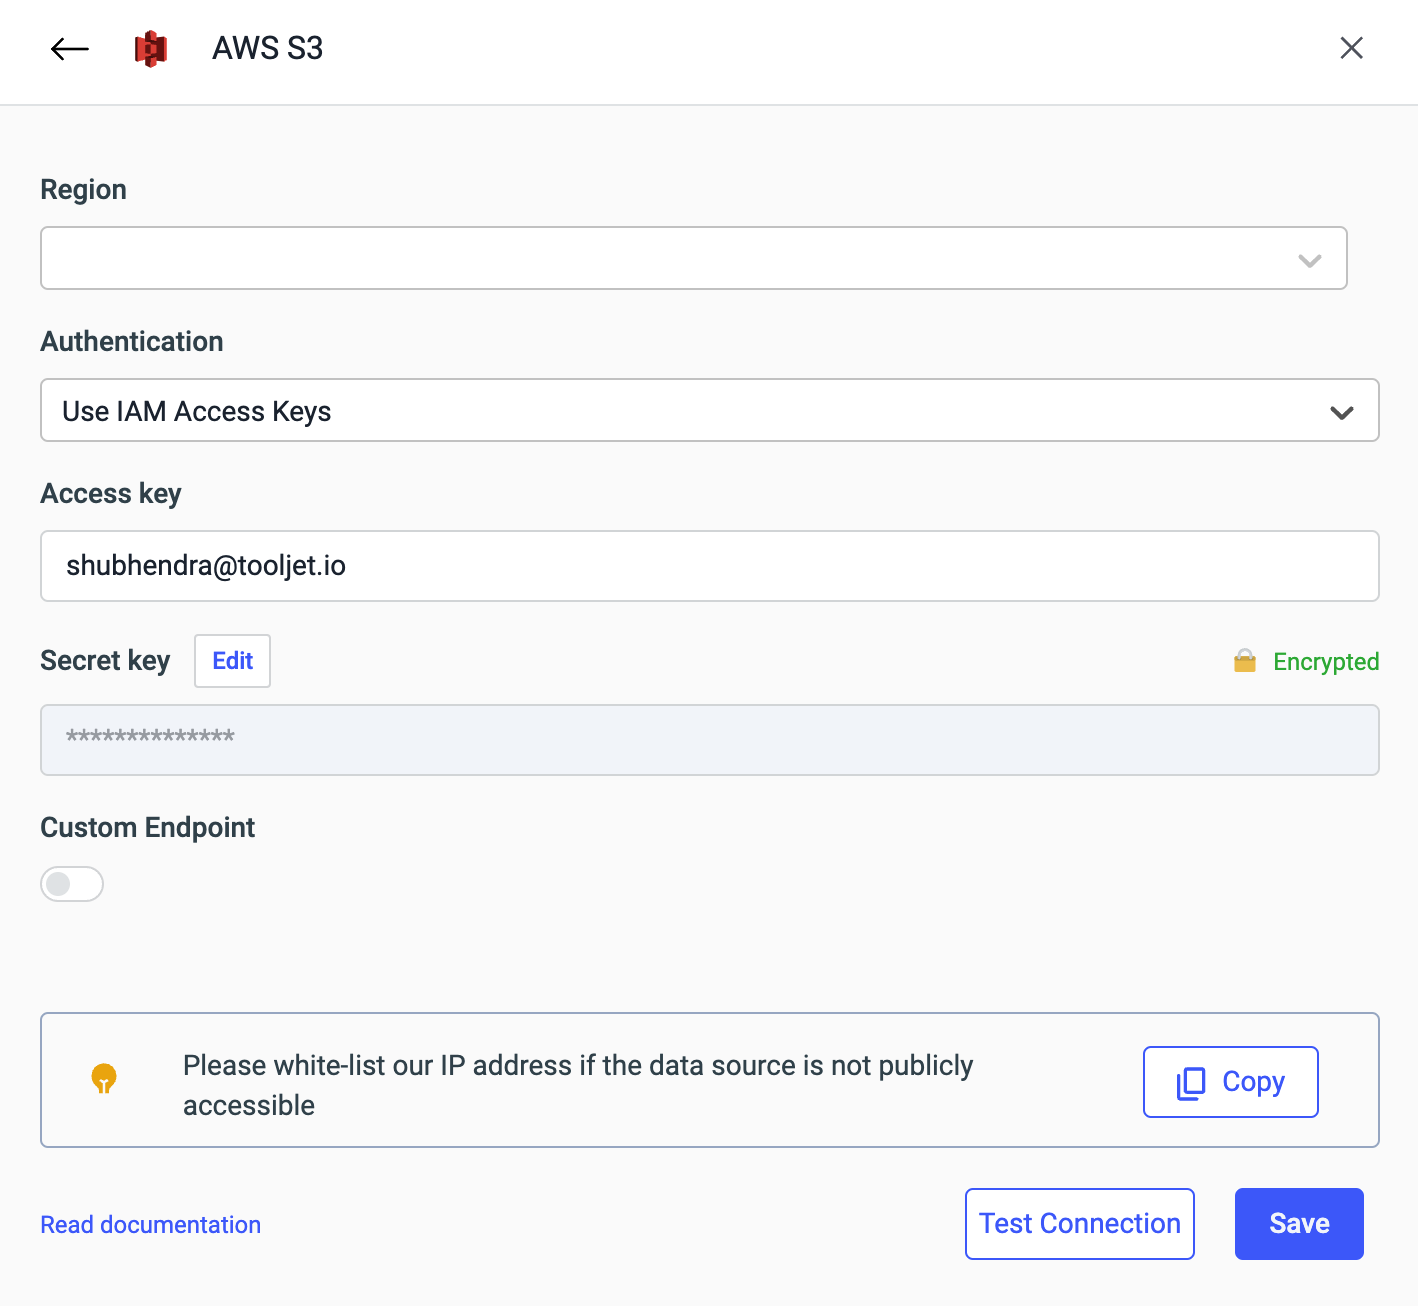 AWS S3
Region
Authentication
Use IAM Access Keys
Access key
shubhendra@tooljet.io
Secret key
Edit
Encrypted
**************
Custom Endpoint
Please white-list our IP address if the data source is not publicly
accessible
Copy
Read documentation
Test Connection
Save